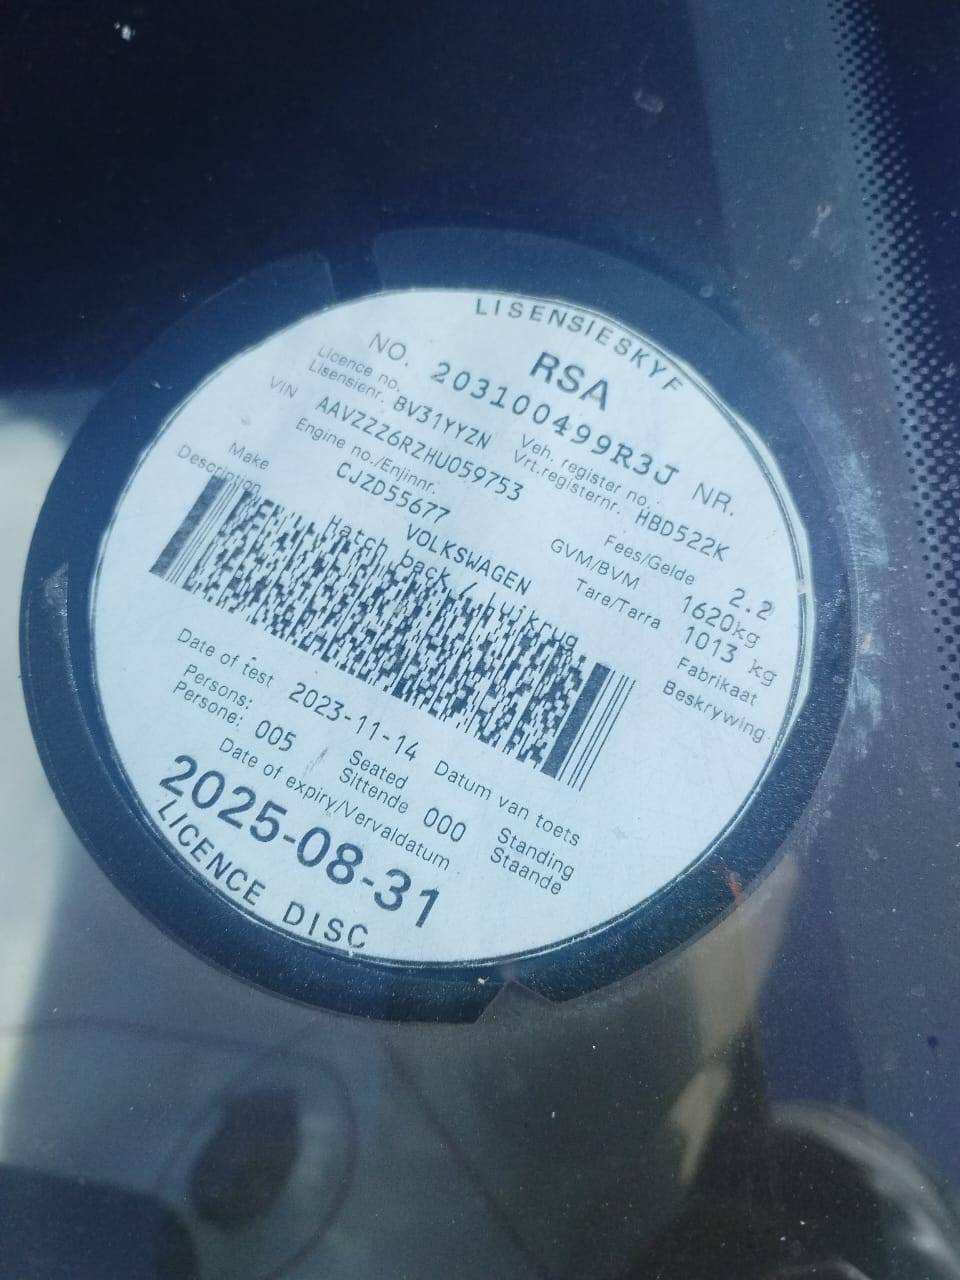 LISENSIESKYF
RSA
NO. 203100499R3J NR.
Licence no. BV31YYZN Veh. register no. HBD522K
Lisensienr. Vrt.registernr.
VIN AAVZZZ6RZHU059753 Fees/Gelde 2.2
Engine no./Enjinnr. GVM/BVM 1620kg
CJZD55677 Tare/Tarra 1013 kg
Make VOLKSWAGEN Fabrikaat
Description Hatch back / Luikrug Beskrywing
Date of test 2023-11-14 Datum van toets
Persons: 005 Seated 000 Standing
Persone: Sittende Staande
Date of expiry/Vervaldatum
2025-08-31
LICENCE DISC